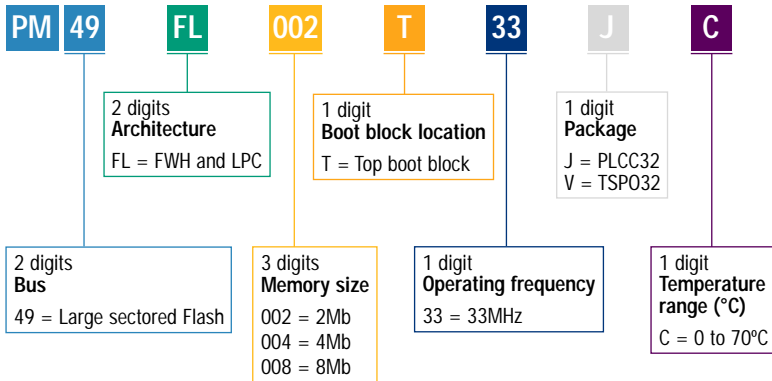 PM 49 FL 002 T 33 J C
2 digits
Architecture
FL = FWH and LPC
1 digit
Boot block location
T = Top boot block
1 digit
Package
J = PLCC32
V = TSPO32
2 digits
Bus
49 = Large sectored Flash
3 digits
Memory size
002 = 2Mb
004 = 4Mb
008 = 8Mb
1 digit
Operating frequency
33 = 33MHz
1 digit
Temperature
range (°C)
C = 0 to 70ºC